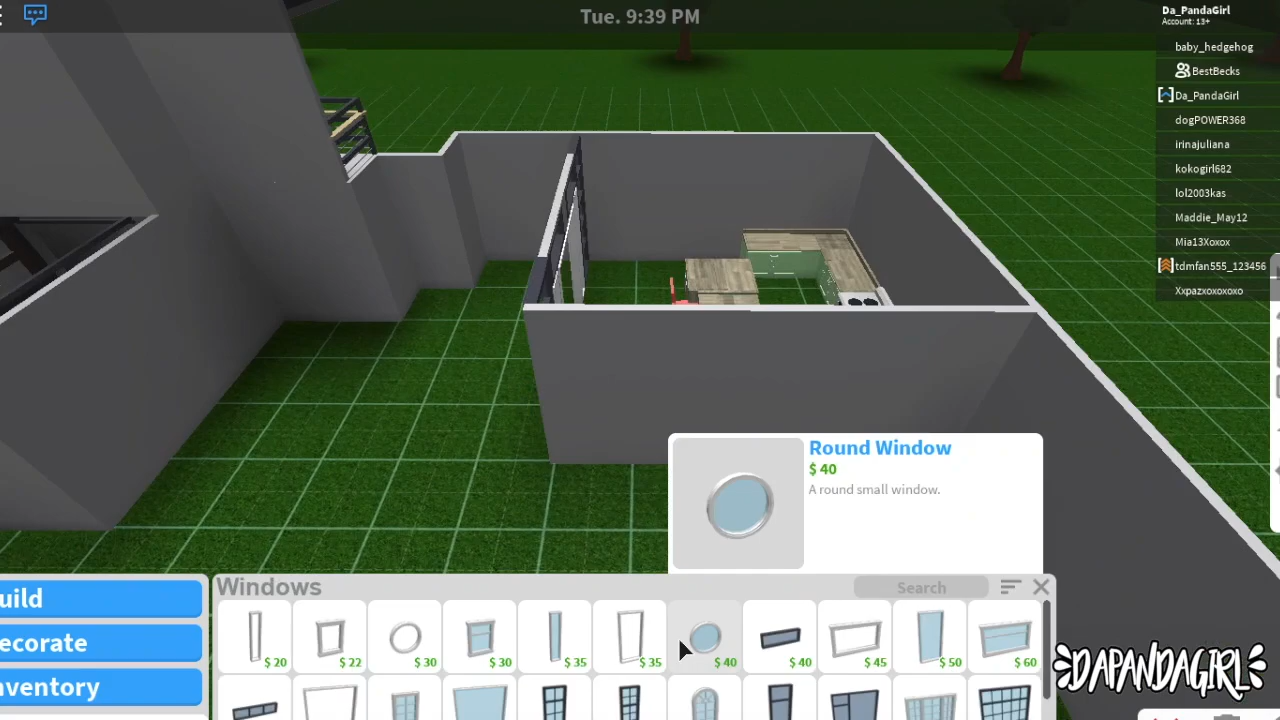 Tue. 9:39 PM
Da_PandaGirl
Account: 13+
baby_hedgehog
BestBecks
Da_PandaGirl
dogPOWER368
irinajuliana
kokogirl682
lol2003kas
Maddie_May12
Mia13Xoxox
tdmfan555_123456
Xxpazxoxoxoxo
Round Window
$ 40
A round small window.
uild
ecorate
nventory
Windows
Search
$ 20
$ 22
$ 30
$ 30
$ 35
$ 35
$ 40
$ 40
$ 45
$ 50
$ 60
DAPANDAGIRL